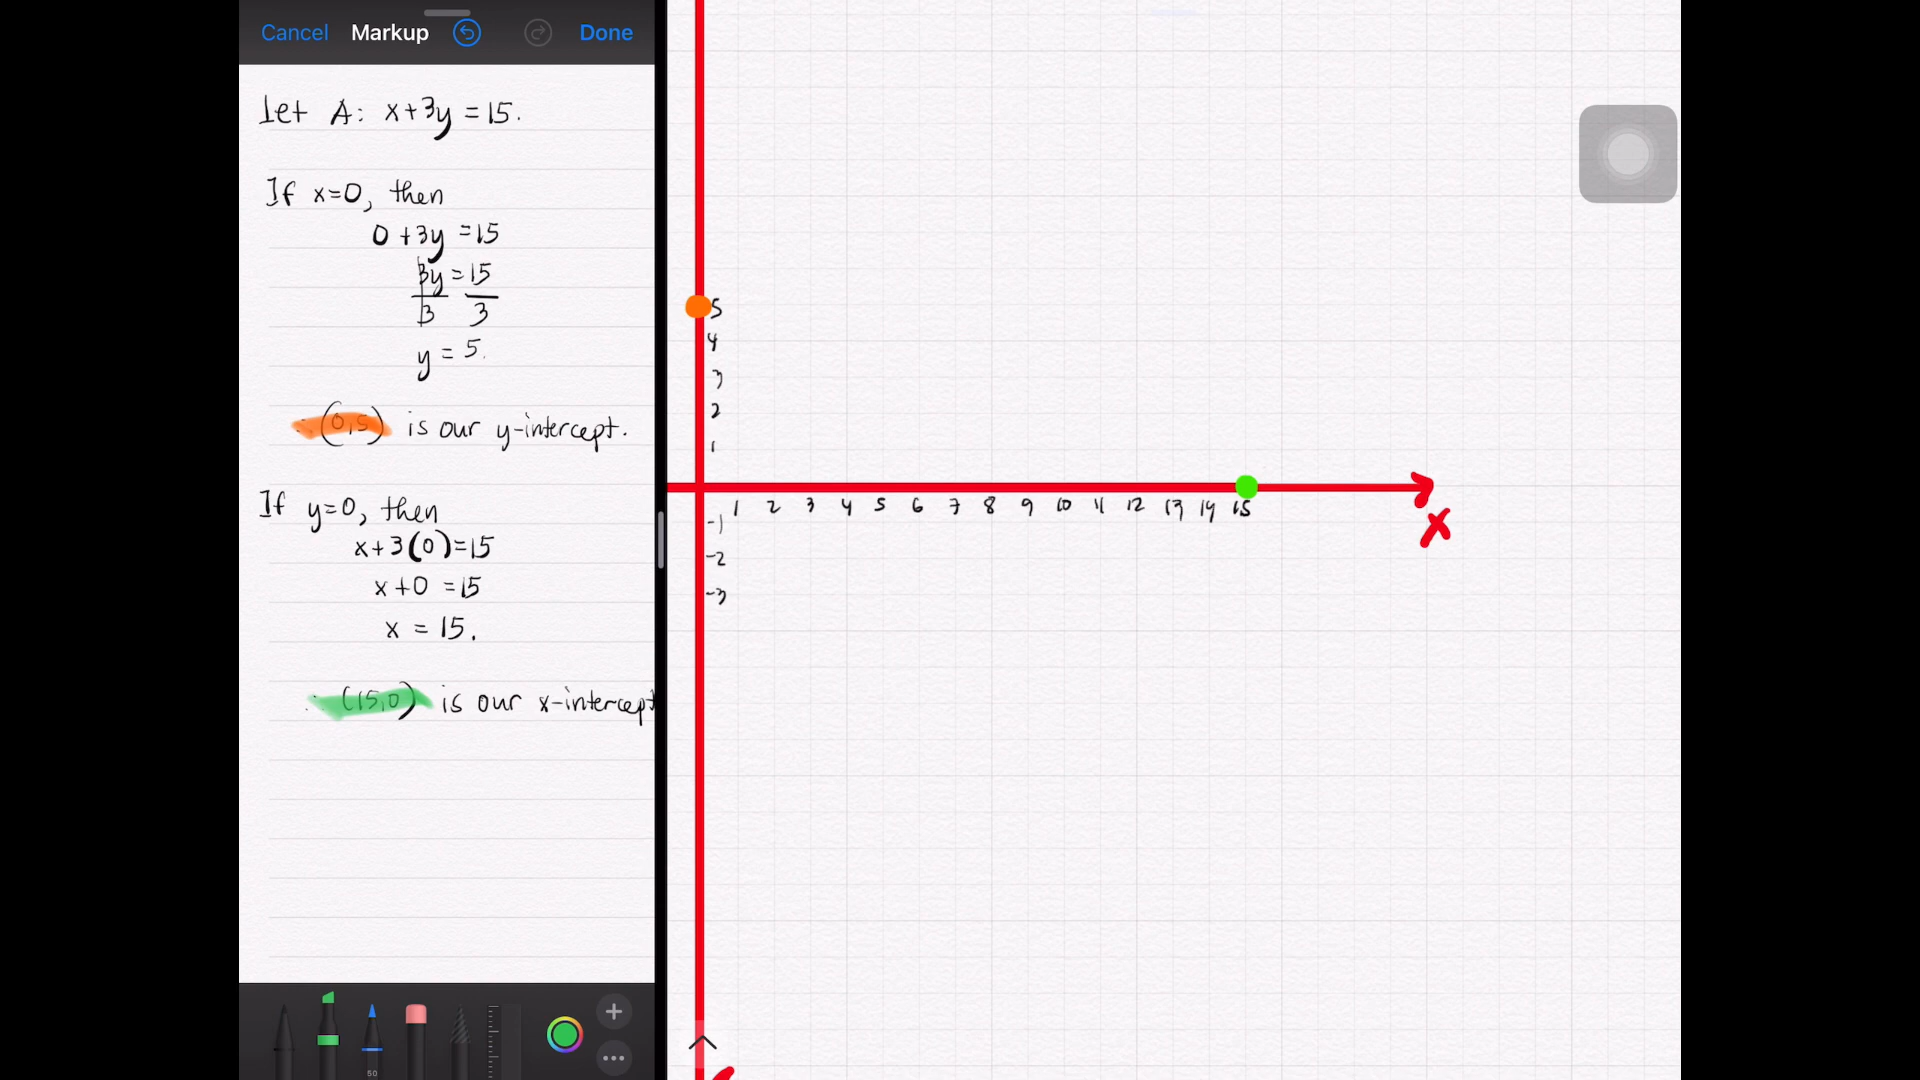 Cancel Markup Done
Let A: x+3y=15.
If x=0, then
0+3y=15
3y=15
3 3
y=5.
∴ (0,5) is our y-intercept.
If y=0, then
x+3(0)=15
x+0=15
x=15.
∴ (15,0) is our x-intercept
50
5
4
3
2
1
1 2 3 4 5 6 7 8 9 10 11 12 13 14 15
-1
-2
-3
x